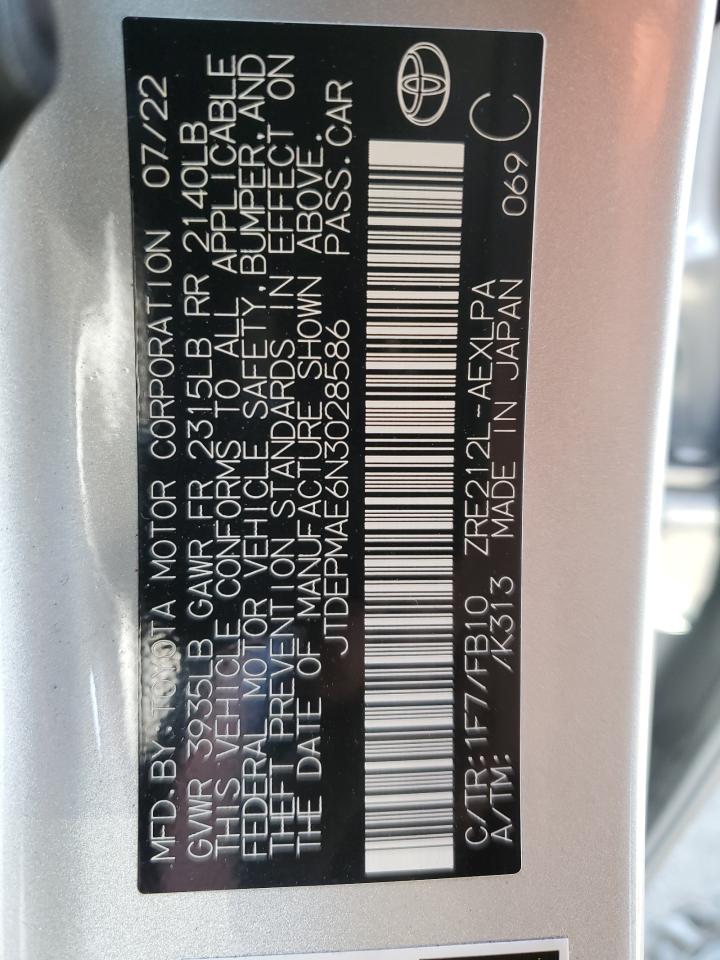 MFD.BY: TOYOTA MOTOR CORPORATION 07/22
GVWR 3935LB GAWR FR 2315LB RR 2140LB
THIS VEHICLE CONFORMS TO ALL APPLICABLE
FEDERAL MOTOR VEHICLE SAFETY, BUMPER, AND
THEFT PREVENTION STANDARDS IN EFFECT ON
THE DATE OF MANUFACTURE SHOWN ABOVE.
JTDEPMAE6N3028586 PASS.CAR
C/TR:1F7/FB10 ZRE212L-AEXLPA 069 C
A/TM: /K313 MADE IN JAPAN